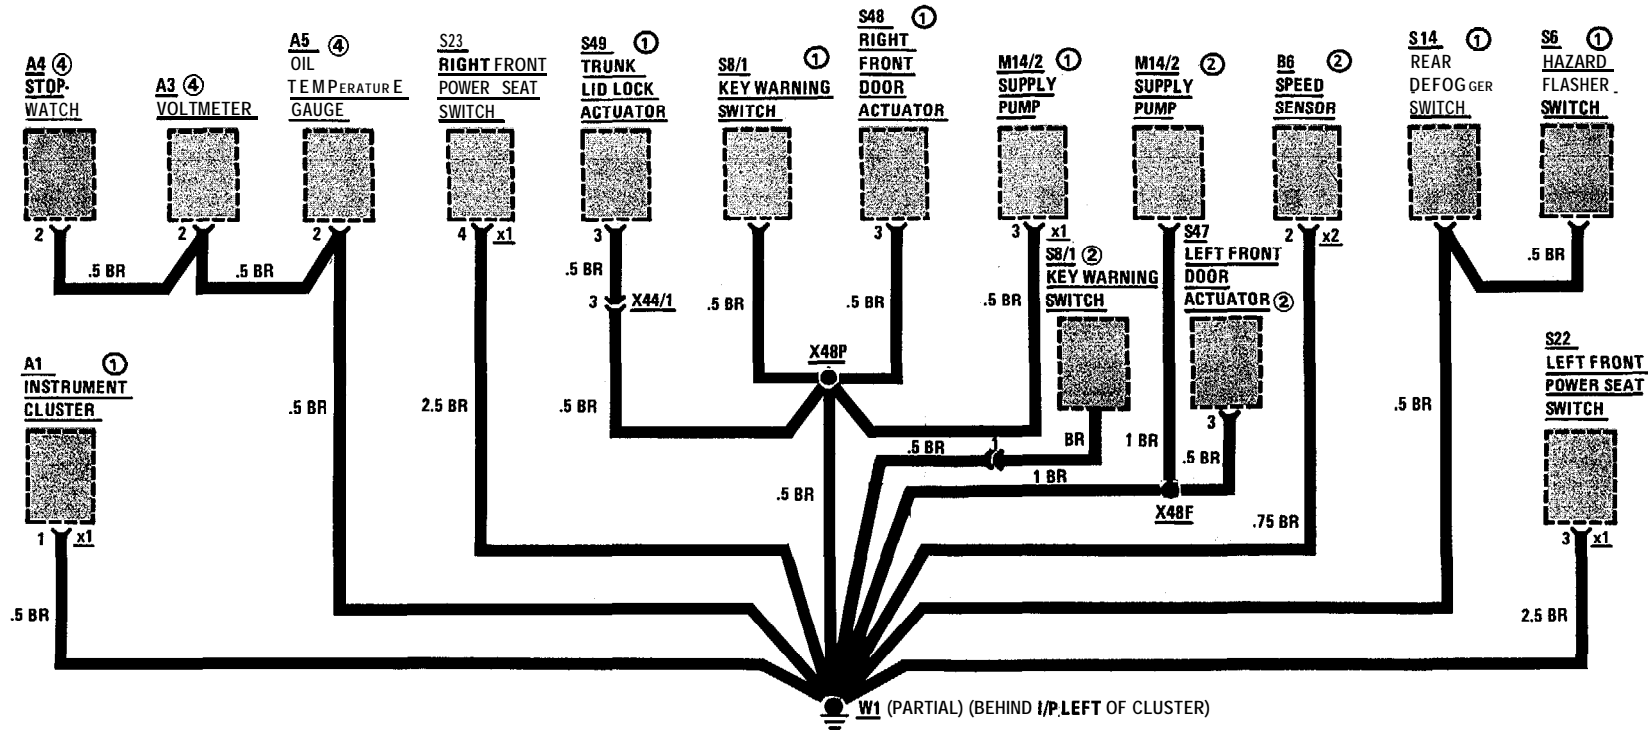 A4 ④
STOP-
WATCH
A3 ④
VOLTMETER
A5 ④
OIL
TEMPERATURE
GAUGE
S23
RIGHT FRONT
POWER SEAT
SWITCH
S49 ①
TRUNK
LID LOCK
ACTUATOR
S8/1 ①
KEY WARNING
SWITCH
S48 ①
RIGHT
FRONT
DOOR
ACTUATOR
M14/2 ①
SUPPLY
PUMP
M14/2 ②
SUPPLY
PUMP
B6 ②
SPEED
SENSOR
S14 ①
REAR
DEFOGGER
SWITCH
S6 ①
HAZARD
FLASHER
SWITCH
2
2
2
4 x1
3
3
3 x1
2 x2
.5 BR
.5 BR
.5 BR
3 X44/1
.5 BR
.5 BR
.5 BR
.5 BR
S8/1 ②
KEY WARNING
SWITCH
S47
LEFT FRONT
DOOR
ACTUATOR ②
X48P
A1 ①
INSTRUMENT
CLUSTER
S22
LEFT FRONT
POWER SEAT
SWITCH
.5 BR
2.5 BR
.5 BR
.5 BR
1
BR
1 BR
3
.5 BR
.5 BR
1 BR
.5 BR
X48F
.75 BR
1 x1
3 x1
.5 BR
2.5 BR
W1 (PARTIAL) (BEHIND I/P LEFT OF CLUSTER)